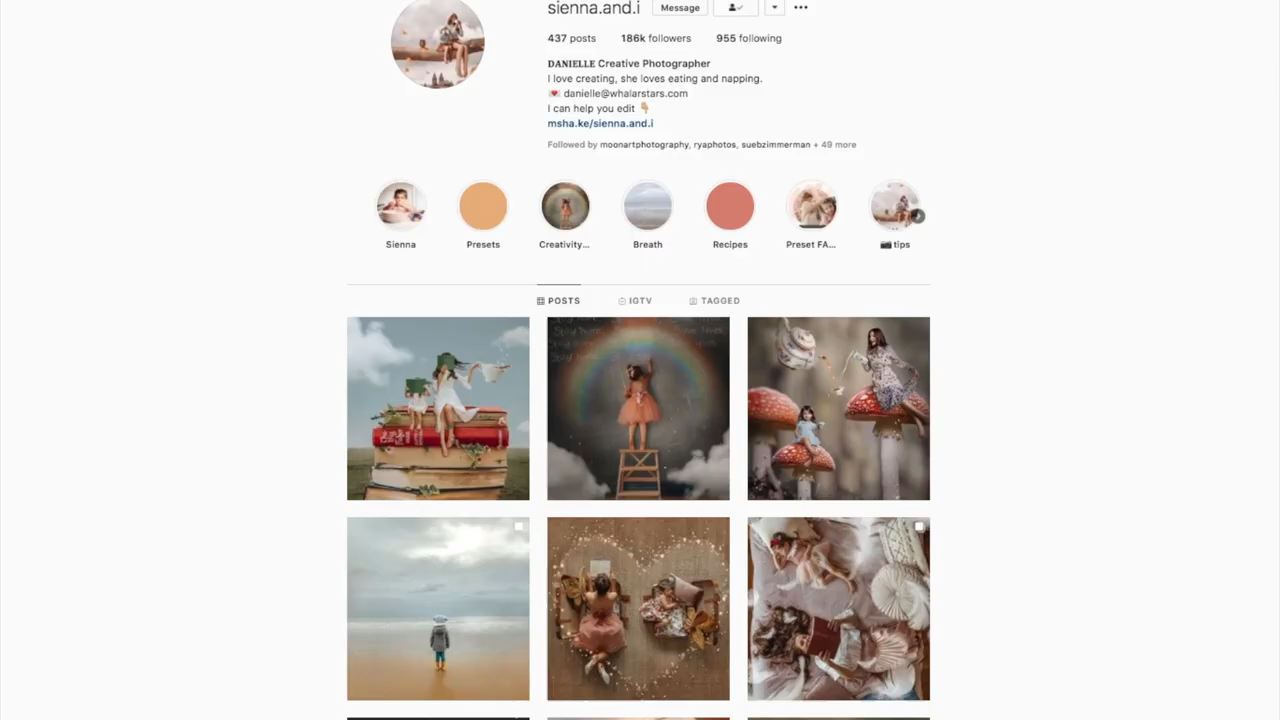 sienna.and.i Message
437 posts 186k followers 955 following
DANIELLE Creative Photographer
I love creating, she loves eating and napping.
💌 danielle@whalarstars.com
I can help you edit 👇🏼
msha.ke/sienna.and.i
Followed by moonartphotography, ryaphotos, suebzimmerman + 49 more
Sienna Presets Creativity... Breath Recipes Preset FA... 📷 tips
POSTS IGTV TAGGED